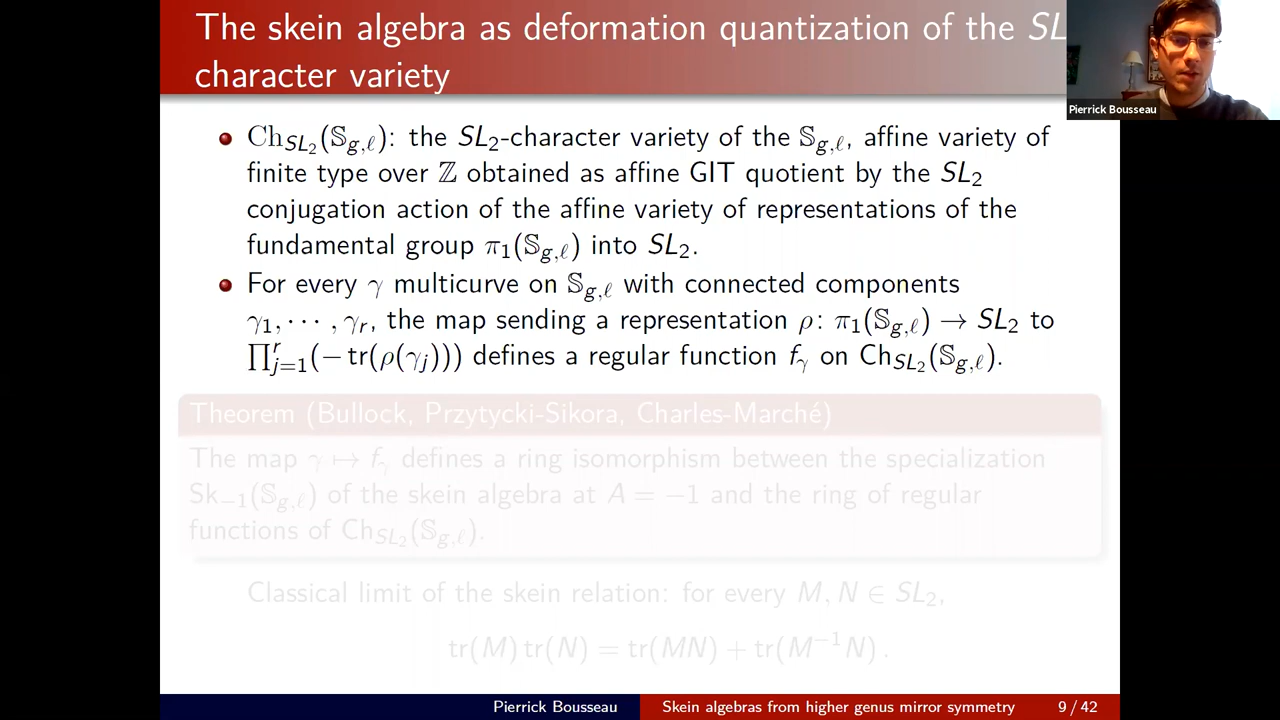 The skein algebra as deformation quantization of the SL
character variety
Pierrick Bousseau
Ch_{SL_2}(𝕊_{g,ℓ}): the SL_2-character variety of the 𝕊_{g,ℓ}, affine variety of
finite type over ℤ obtained as affine GIT quotient by the SL_2
conjugation action of the affine variety of representations of the
fundamental group π_1(𝕊_{g,ℓ}) into SL_2.
For every γ multicurve on 𝕊_{g,ℓ} with connected components
γ_1, ⋯ , γ_r, the map sending a representation ρ: π_1(𝕊_{g,ℓ}) → SL_2 to
∏_{j=1}^r(− tr(ρ(γ_j))) defines a regular function f_γ on Ch_{SL_2}(𝕊_{g,ℓ}).
Theorem (Bullock, Przytycki-Sikora, Charles-Marché)
The map γ ↦ f_γ defines a ring isomorphism between the specialization
Sk_{−1}(𝕊_{g,ℓ}) of the skein algebra at A = −1 and the ring of regular
functions of Ch_{SL_2}(𝕊_{g,ℓ}).
Classical limit of the skein relation: for every M, N ∈ SL_2,
tr(M) tr(N) = tr(MN) + tr(M^{−1}N) .
Pierrick Bousseau
Skein algebras from higher genus mirror symmetry
9 / 42